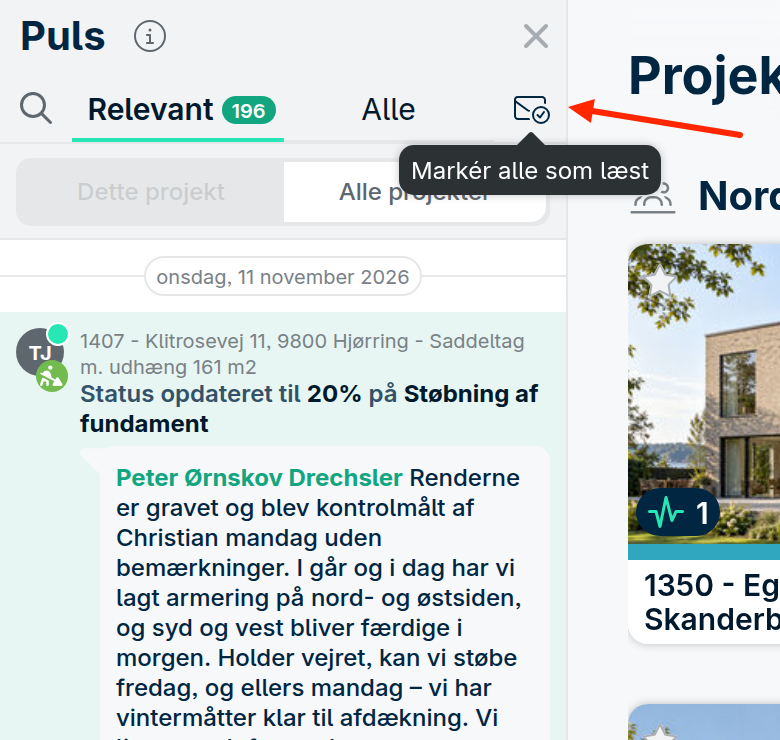 Puls
Relevant 196
Alle
Markér alle som læst
Dette projekt
Alle projekter
onsdag, 11 november 2026
TJ
1407 - Klitrosevej 11, 9800 Hjørring - Saddeltag
m. udhæng 161 m2
Status opdateret til 20% på Støbning af
fundament
Peter Ørnskov Drechsler Renderne
er gravet og blev kontrolmålt af
Christian mandag uden
bemærkninger. I går og i dag har vi
lagt armering på nord- og østsiden,
og syd og vest bliver færdige i
morgen. Holder vejret, kan vi støbe
fredag, og ellers mandag – vi har
vintermåtter klar til afdækning. Vi
Projek
Nord
1
1350 - Eg
Skanderb